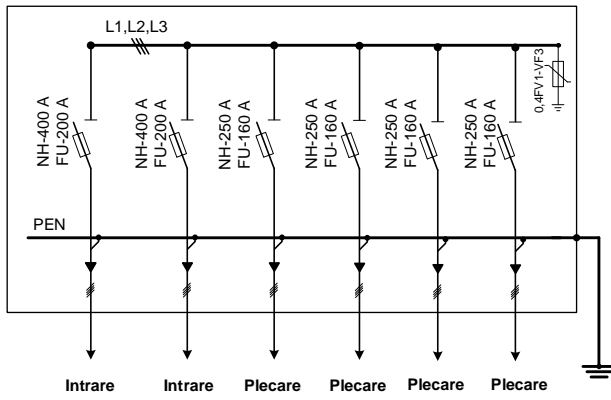 L1,L2,L3
NH-400 A
FU-200 A
NH-400 A
FU-200 A
NH-250 A
FU-160 A
NH-250 A
FU-160 A
NH-250 A
FU-160 A
NH-250 A
FU-160 A
0,4FV1-VF3
PEN
Intrare
Intrare
Plecare
Plecare
Plecare
Plecare